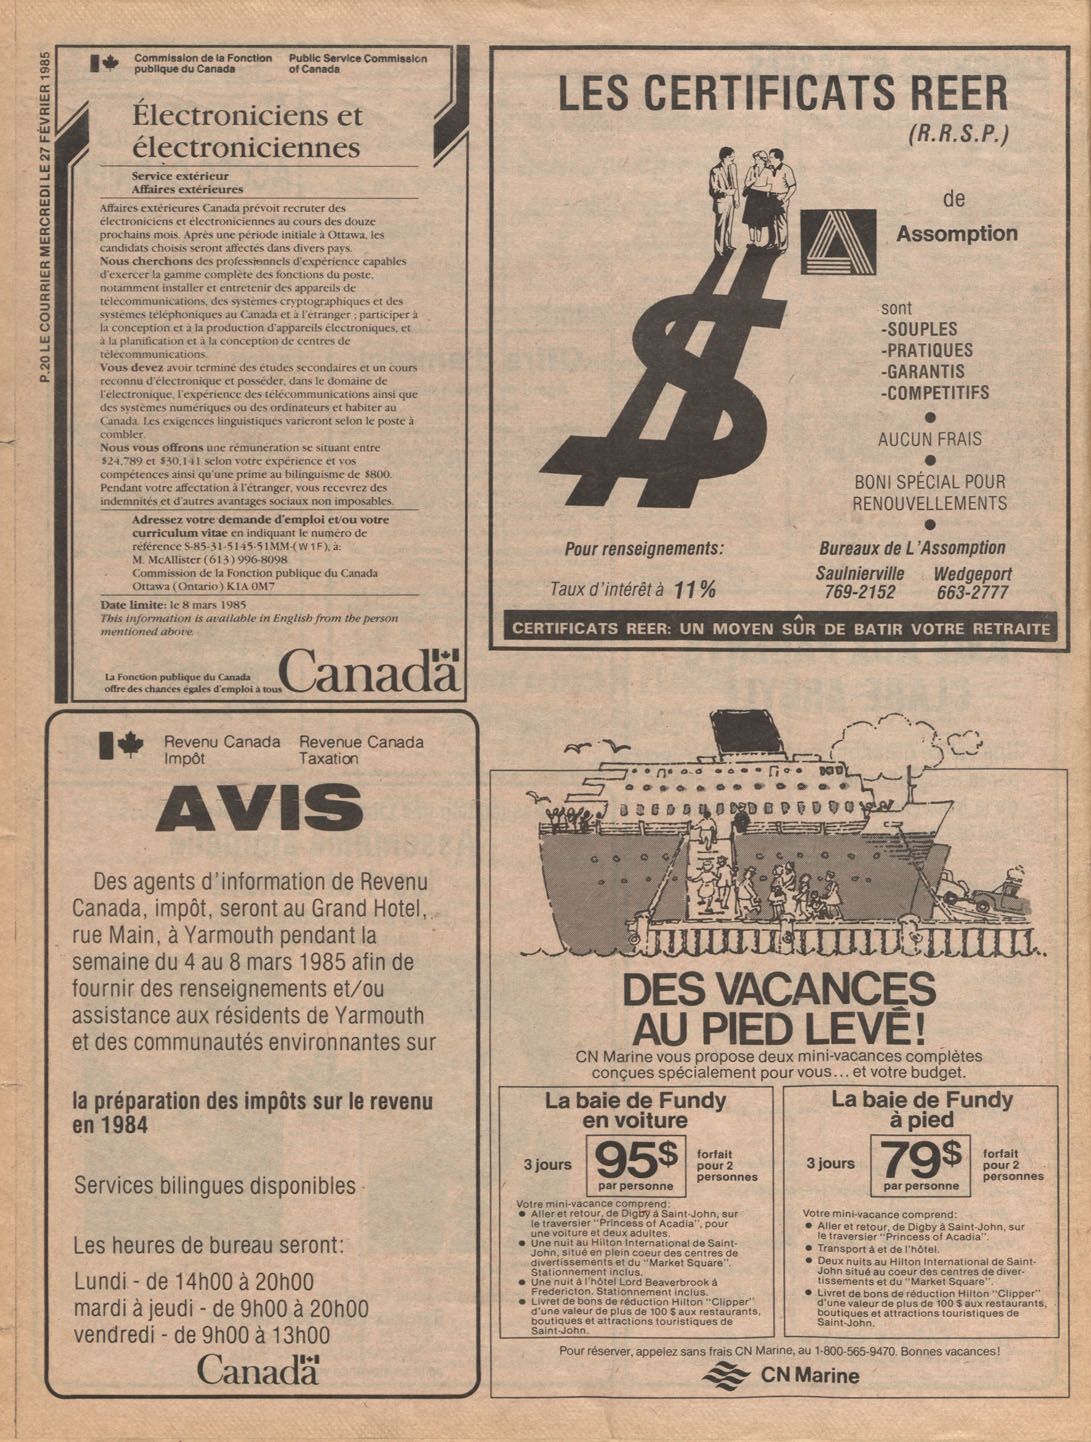 P.20 LE COURRIER MERCREDI LE 27 FÉVRIER 1985
Commission de la Fonction
publique du Canada
Public Service Commission
of Canada
Électroniciens et
électroniciennes
Service extérieur
Affaires extérieures
Affaires extérieures Canada prévoit recruter des
électroniciens et électroniciennes au cours des douze
prochains mois. Après une période initiale à Ottawa, les
candidats choisis seront affectés dans divers pays.
Nous cherchons des professionnels d'expérience capables
d'exercer la gamme complète des fonctions du poste,
notamment installer et entretenir des appareils de
télécommunications, des systèmes cryptographiques et des
systèmes téléphoniques au Canada et à l'étranger ; participer à
la conception et à la production d'appareils électroniques, et
à la planification et à la conception de centres de
télécommunications.
Vous devez avoir terminé des études secondaires et un cours
reconnu d'électronique et posséder, dans le domaine de
l'électronique, l'expérience des télécommunications ainsi que
des systèmes numériques ou des ordinateurs et habiter au
Canada. Les exigences linguistiques varieront selon le poste à
combler.
Nous vous offrons une rémunération se situant entre
$24,789 et $30,141 selon votre expérience et vos
compétences ainsi qu'une prime au bilinguisme de $800.
Pendant votre affectation à l'étranger, vous recevrez des
indemnités et d'autres avantages sociaux non imposables.
Adressez votre demande d'emploi et/ou votre
curriculum vitae en indiquant le numéro de
référence S-85-31-5145-51MM-(W1F), à:
M. McAllister (613) 996-8098
Commission de la Fonction publique du Canada
Ottawa (Ontario) K1A 0M7
Date limite: le 8 mars 1985
This information is available in English from the person
mentioned above.
La Fonction publique du Canada
offre des chances égales d'emploi à tous
Canada
LES CERTIFICATS REER
(R.R.S.P.)
de
Assomption
sont
-SOUPLES
-PRATIQUES
-GARANTIS
-COMPETITIFS
●
AUCUN FRAIS
●
BONI SPÉCIAL POUR
RENOUVELLEMENTS
●
Pour renseignements:
Taux d'intérêt à 11%
Bureaux de L'Assomption
Saulnierville Wedgeport
769-2152 663-2777
CERTIFICATS REER: UN MOYEN SÛR DE BATIR VOTRE RETRAITE
Revenu Canada
Impôt
Revenue Canada
Taxation
AVIS
Des agents d'information de Revenu
Canada, impôt, seront au Grand Hotel,
rue Main, à Yarmouth pendant la
semaine du 4 au 8 mars 1985 afin de
fournir des renseignements et/ou
assistance aux résidents de Yarmouth
et des communautés environnantes sur
la préparation des impôts sur le revenu
en 1984
Services bilingues disponibles
Les heures de bureau seront:
Lundi - de 14h00 à 20h00
mardi à jeudi - de 9h00 à 20h00
vendredi - de 9h00 à 13h00
Canada
DES VACANCES
AU PIED LEVÉ!
CN Marine vous propose deux mini-vacances complètes
conçues spécialement pour vous... et votre budget.
La baie de Fundy
en voiture
3 jours
95$
par personne
forfait
pour 2
personnes
Votre mini-vacance comprend:
● Aller et retour, de Digby à Saint-John, sur
le traversier "Princess of Acadia", pour
une voiture et deux adultes.
● Une nuit au Hilton International de Saint-
John, situé en plein coeur des centres de
divertissements et du "Market Square".
Stationnement inclus.
● Une nuit à l'hôtel Lord Beaverbrook à
Fredericton. Stationnement inclus.
● Livret de bons de réduction Hilton "Clipper"
d'une valeur de plus de 100 $ aux restaurants,
boutiques et attractions touristiques de
Saint-John.
La baie de Fundy
à pied
3 jours
79$
par personne
forfait
pour 2
personnes
Votre mini-vacance comprend:
● Aller et retour, de Digby à Saint-John, sur
le traversier "Princess of Acadia".
● Transport à et de l'hôtel.
● Deux nuits au Hilton International de Saint-
John situé au coeur des centres de diver-
tissements et du "Market Square".
● Livret de bons de réduction Hilton "Clipper"
d'une valeur de plus de 100 $ aux restaurants,
boutiques et attractions touristiques de
Saint-John.
Pour réserver, appelez sans frais CN Marine, au 1-800-565-9470. Bonnes vacances!
CN Marine